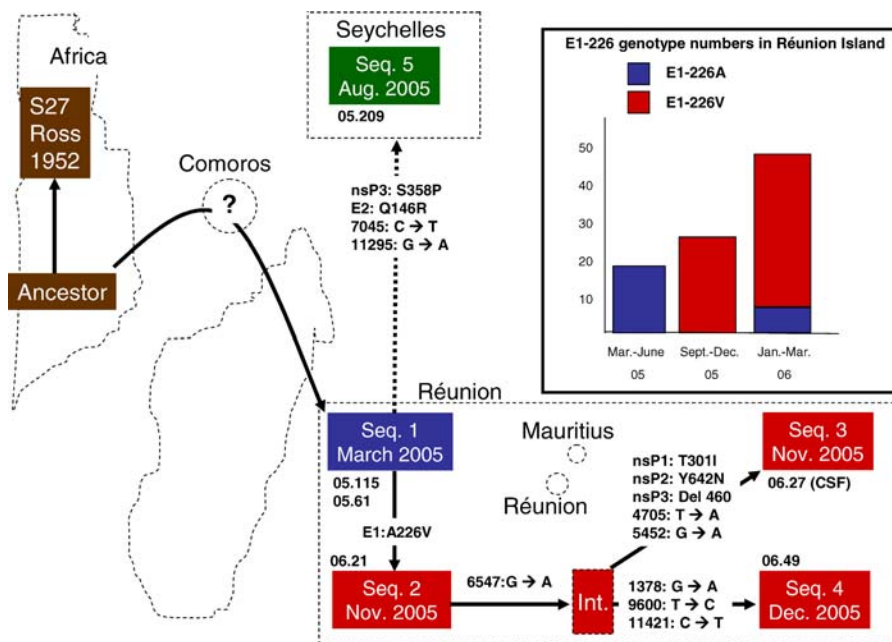 Africa
S27
Ross
1952
Ancestor
Comoros
?
Seychelles
Seq. 5
Aug. 2005
05.209
nsP3: S358P
E2: Q146R
7045: C → T
11295: G → A
E1-226 genotype numbers in Réunion Island
E1-226A
E1-226V
50
40
30
20
10
Mar.-June
05
Sept.-Dec.
05
Jan.-Mar.
06
Réunion
Seq. 1
March 2005
05.115
05.61
E1:A226V
06.21
Seq. 2
Nov. 2005
6547:G → A
Int.
Mauritius
Réunion
nsP1: T301I
nsP2: Y642N
nsP3: Del 460
4705: T → A
5452: G → A
Seq. 3
Nov. 2005
06.27 (CSF)
1378: G → A
9600: T → C
11421: C → T
06.49
Seq. 4
Dec. 2005